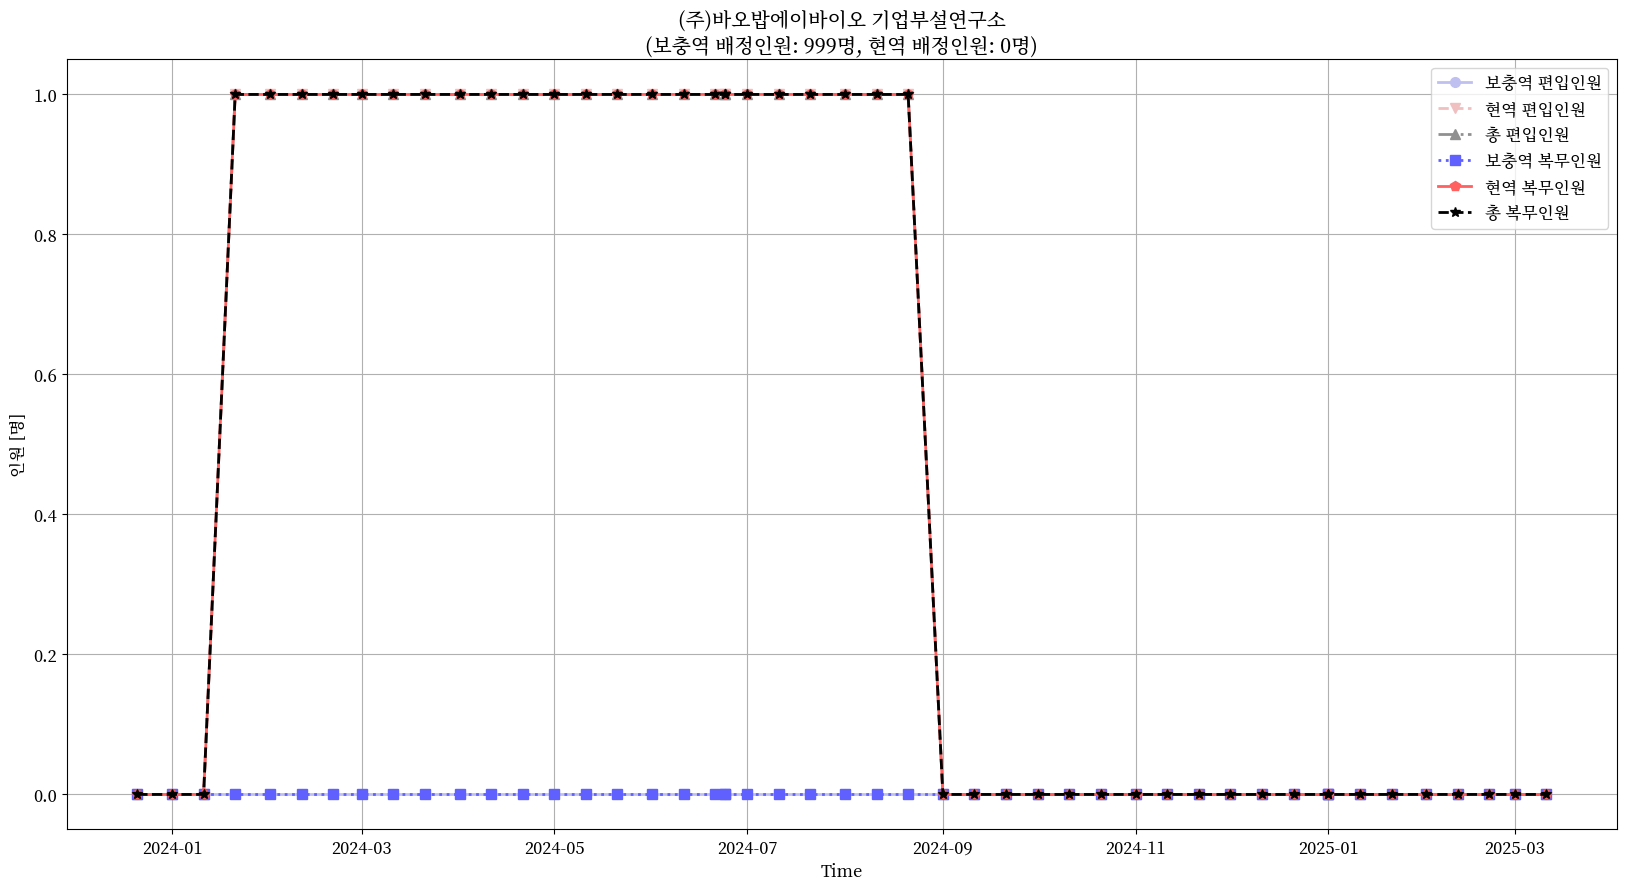 (주)바오밥에이바이오 기업부설연구소
(보충역 배정인원: 999명, 현역 배정인원: 0명)
보충역 편입인원
현역 편입인원
총 편입인원
보충역 복무인원
현역 복무인원
총 복무인원
인원 [명]
1.0
0.8
0.6
0.4
0.2
0.0
2024-01
2024-03
2024-05
2024-07
2024-09
2024-11
2025-01
2025-03
Time